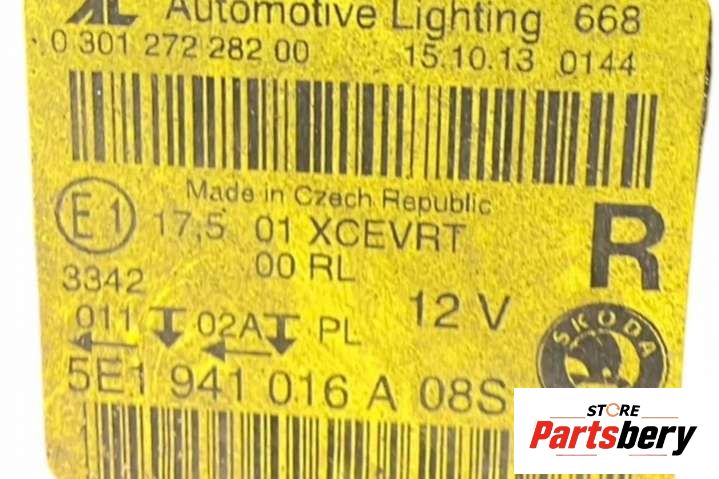 AL Automotive Lighting 668
0 301 272 282 00 15.10.13 0144
Made in Czech Republic
E1 17,5 01 XCEVRT R
00 RL
3342
12 V
011 02A PL
SKODA
5E1 941 016 A 08S
STORE
Partsbery